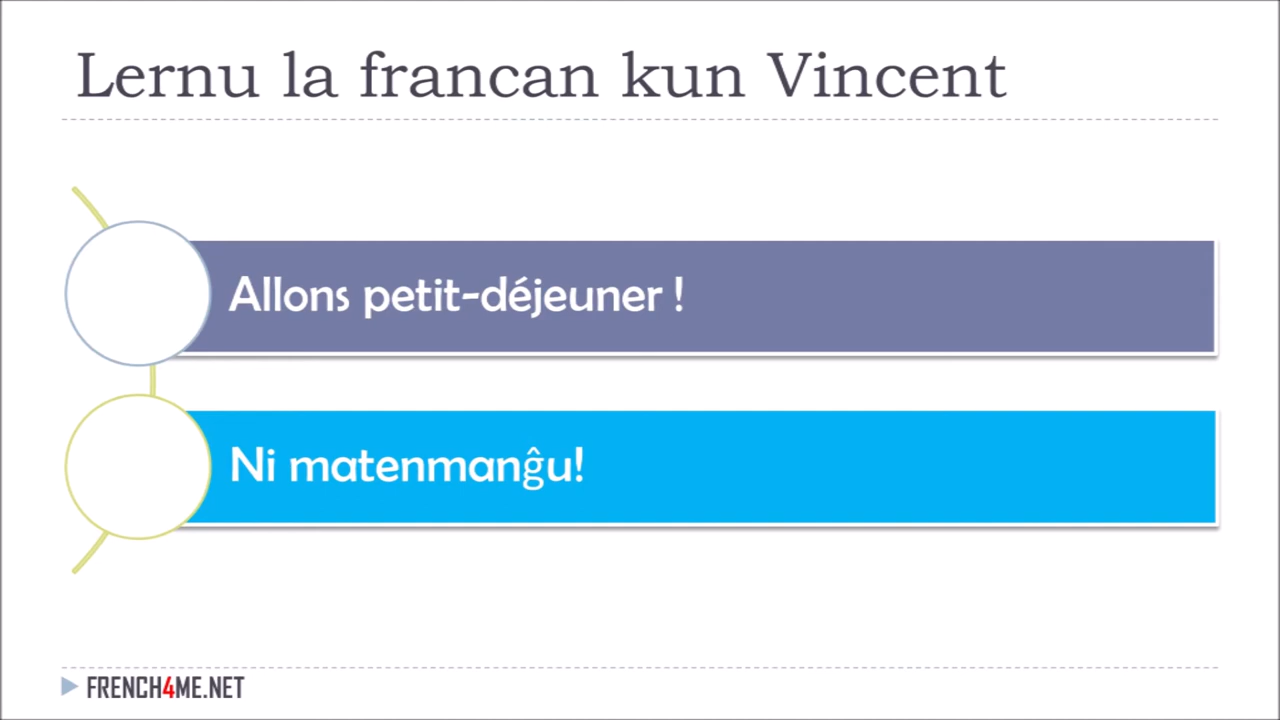 Lernu la francan kun Vincent
Allons petit-déjeuner !
Ni matenmanĝu!
FRENCH4ME.NET